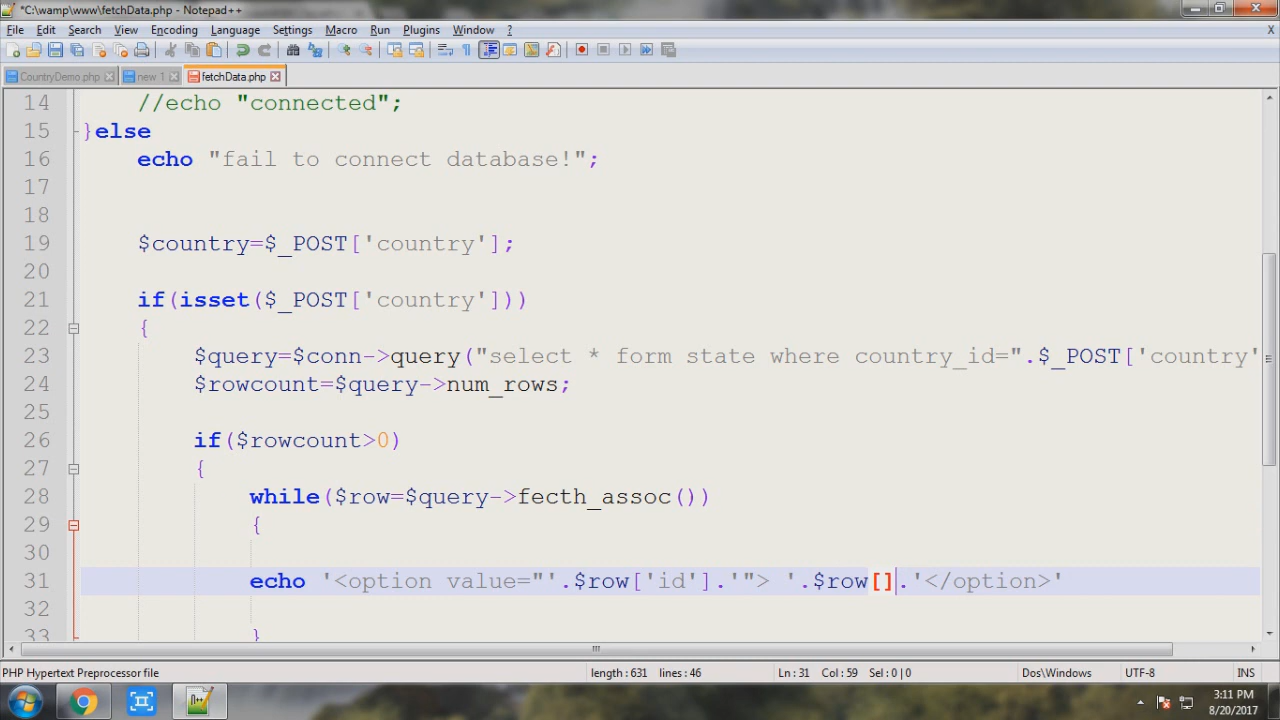 *C:\wamp\www\fetchData.php - Notepad++
File Edit Search View Encoding Language Settings Macro Run Plugins Window ? X
CountryDemo.php new 1 fetchData.php
14 //echo "connected";
15 }else
16 echo "fail to connect database!";
17
18
19 $country=$_POST['country'];
20
21 if(isset($_POST['country']))
22 {
23 $query=$conn->query("select * form state where country_id=".$_POST['country'
24 $rowcount=$query->num_rows;
25
26 if($rowcount>0)
27 {
28 while($row=$query->fecth_assoc())
29 {
30
31 echo '<option value="'.$row['id'].'"> '.$row[].'</option>'
32
33 }
PHP Hypertext Preprocessor file length : 631 lines : 46 Ln : 31 Col : 59 Sel : 0 | 0 Dos\Windows UTF-8 INS
3:11 PM
8/20/2017